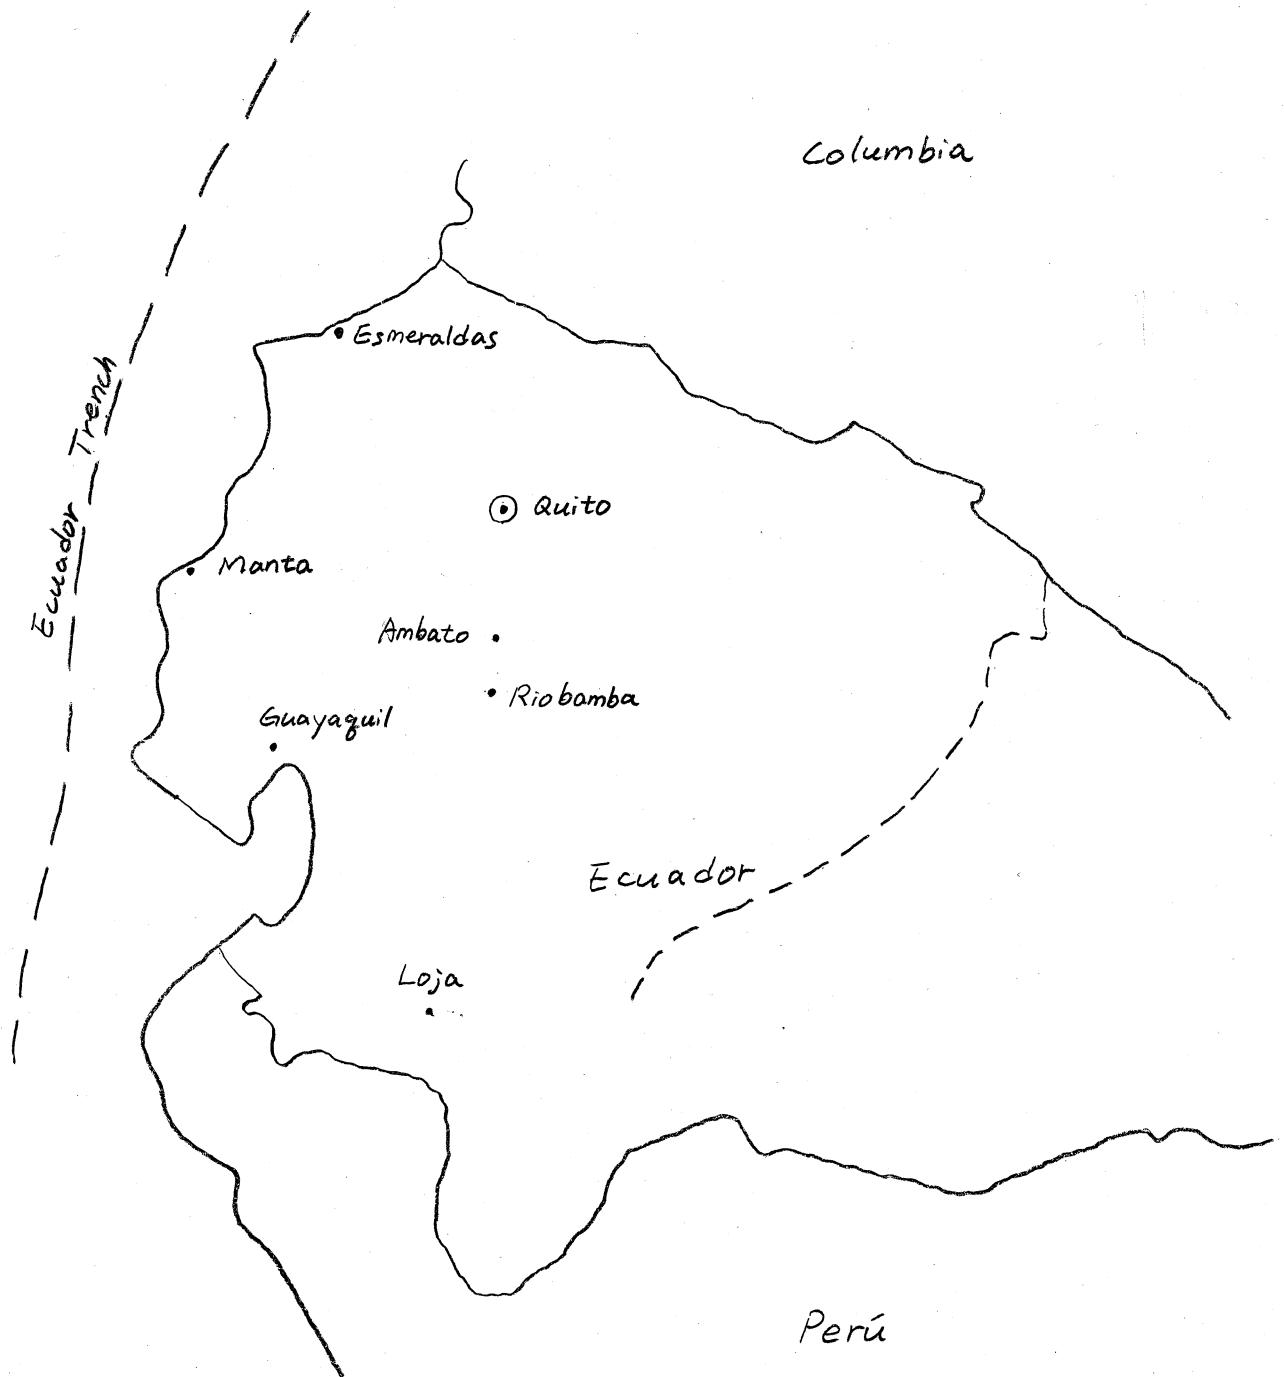 Columbia
Esmeraldas
Ecuador Trench
Quito
Manta
Ambato
Riobamba
Guayaquil
Ecuador
Loja
Perú